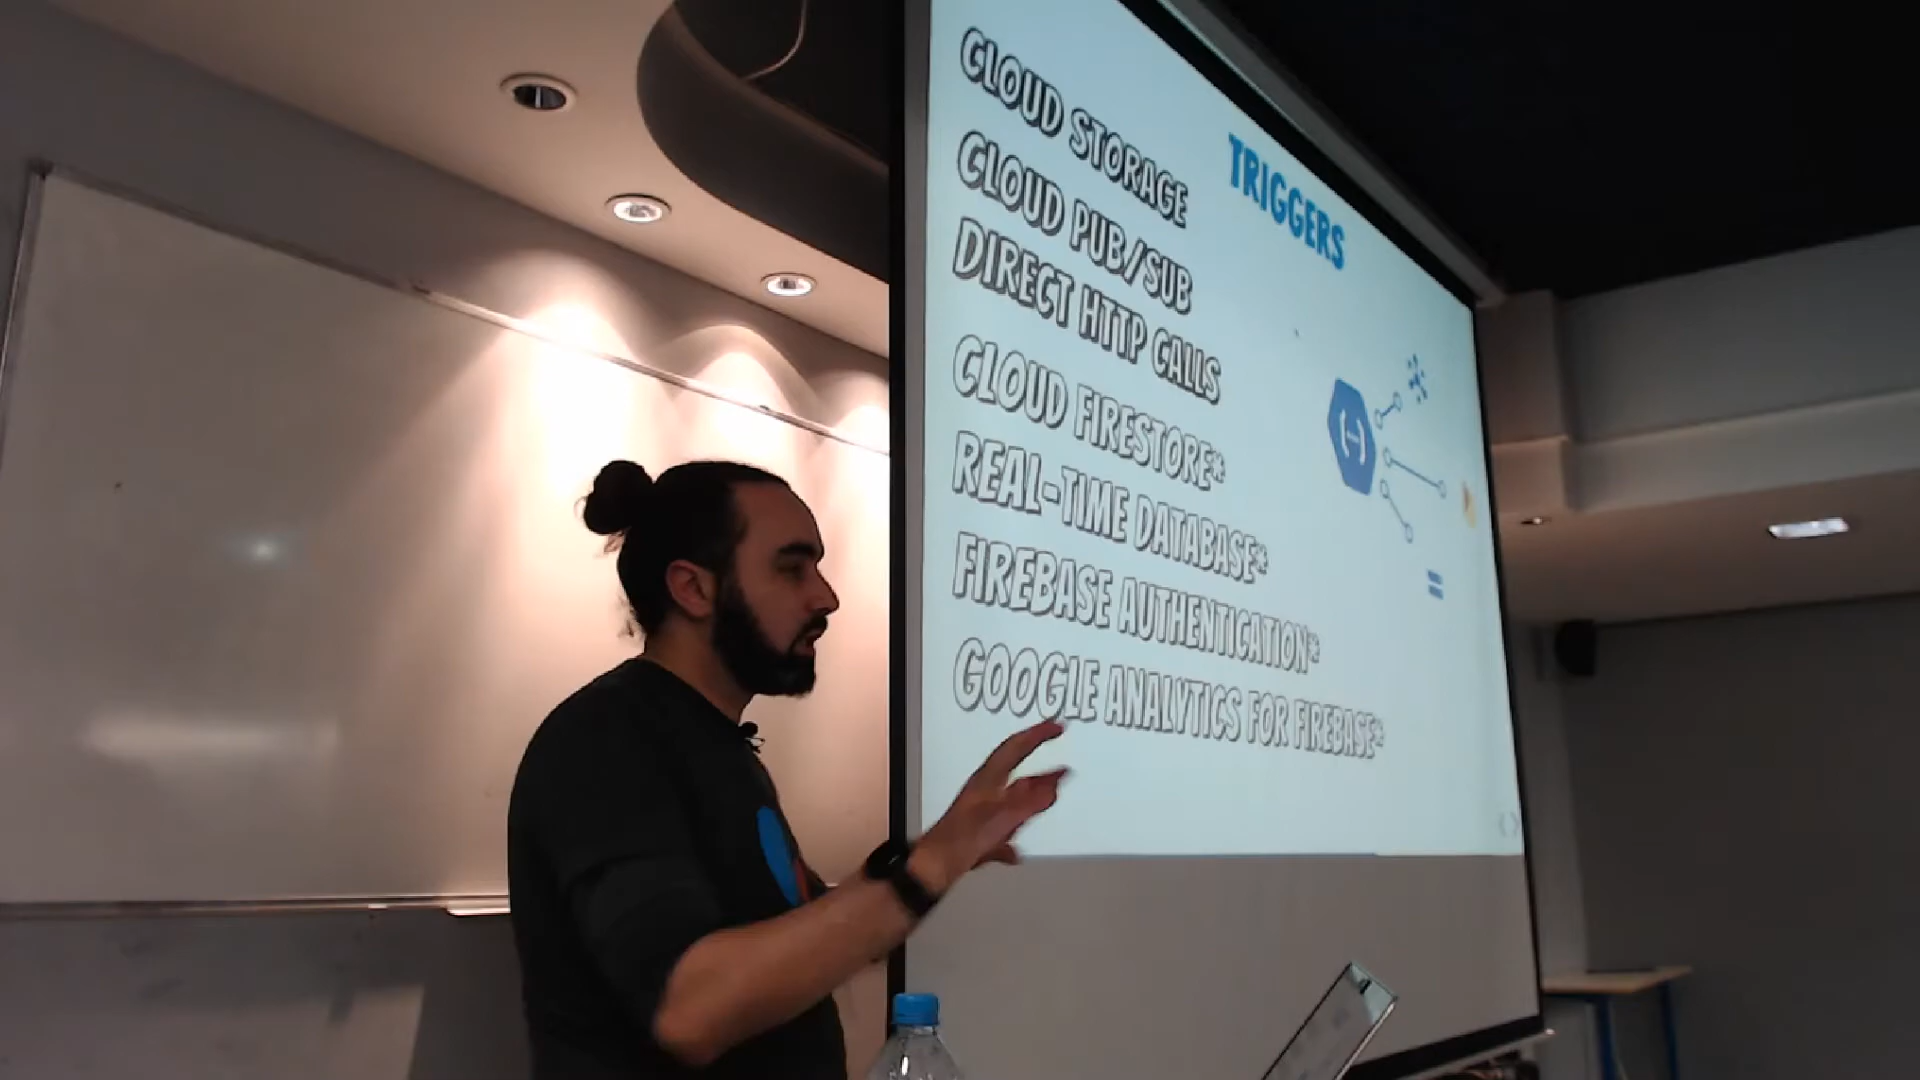 TRIGGERS
CLOUD STORAGE
CLOUD PUB/SUB
DIRECT HTTP CALLS
CLOUD FIRESTORE*
REAL-TIME DATABASE*
FIREBASE AUTHENTICATION*
GOOGLE ANALYTICS FOR FIREBASE*